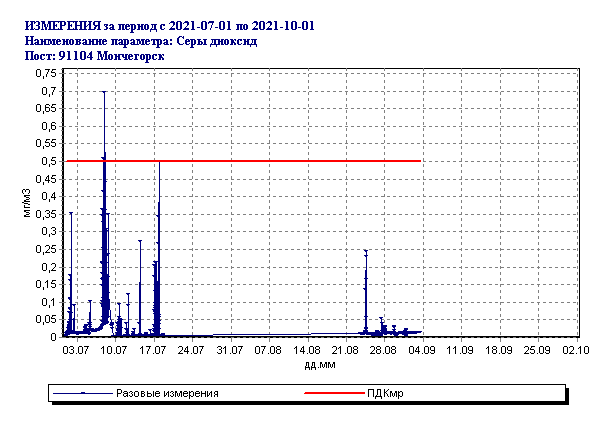 ИЗМЕРЕНИЯ за период с 2021-07-01 по 2021-10-01
Наименование параметра: Серы диоксид
Пост: 91104 Мончегорск
0,75
0,7
0,65
0,6
0,55
0,5
0,45
0,4
0,35
0,3
0,25
0,2
0,15
0,1
0,05
0
мг/м3
03.07 10.07 17.07 24.07 31.07 07.08 14.08 21.08 28.08 04.09 11.09 18.09 25.09 02.10
дд.мм
Разовые измерения ПДКмр